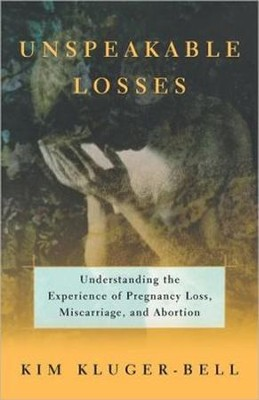 UNSPEAKABLE
LOSSES
Understanding the
Experience of Pregnancy Loss,
Miscarriage, and Abortion
KIM KLUGER-BELL